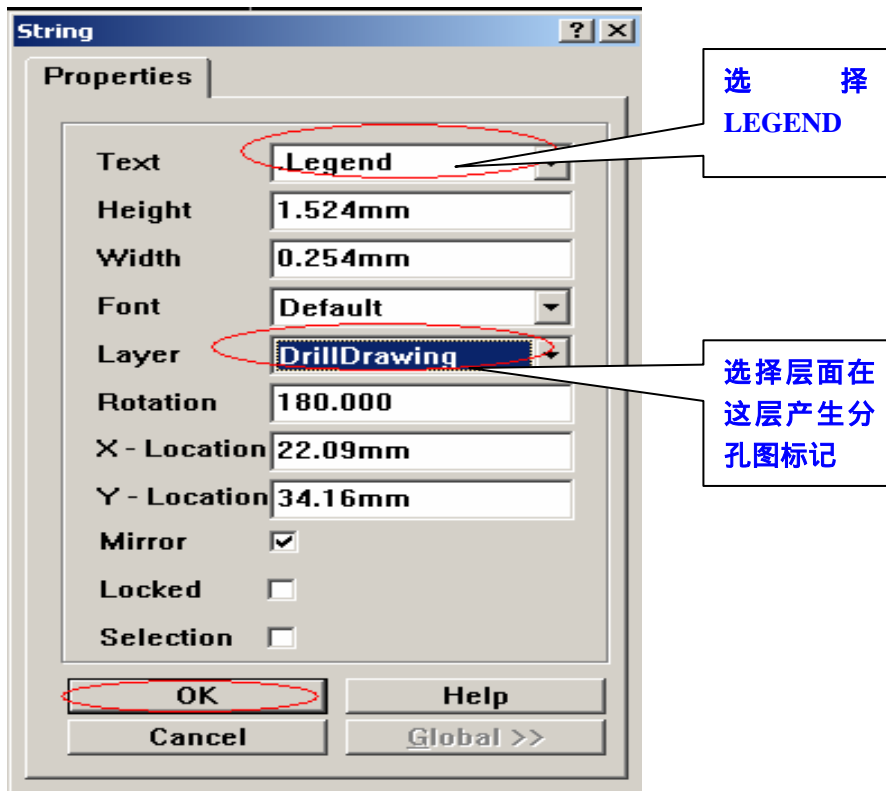 String
Properties
Text .Legend
Height 1.524mm
Width 0.254mm
Font Default
Layer DrillDrawing
Rotation 180.000
X - Location 22.09mm
Y - Location 34.16mm
Mirror
Locked
Selection
OK Help
Cancel Global >>
选 择
LEGEND
选择层面在
这层产生分
孔图标记